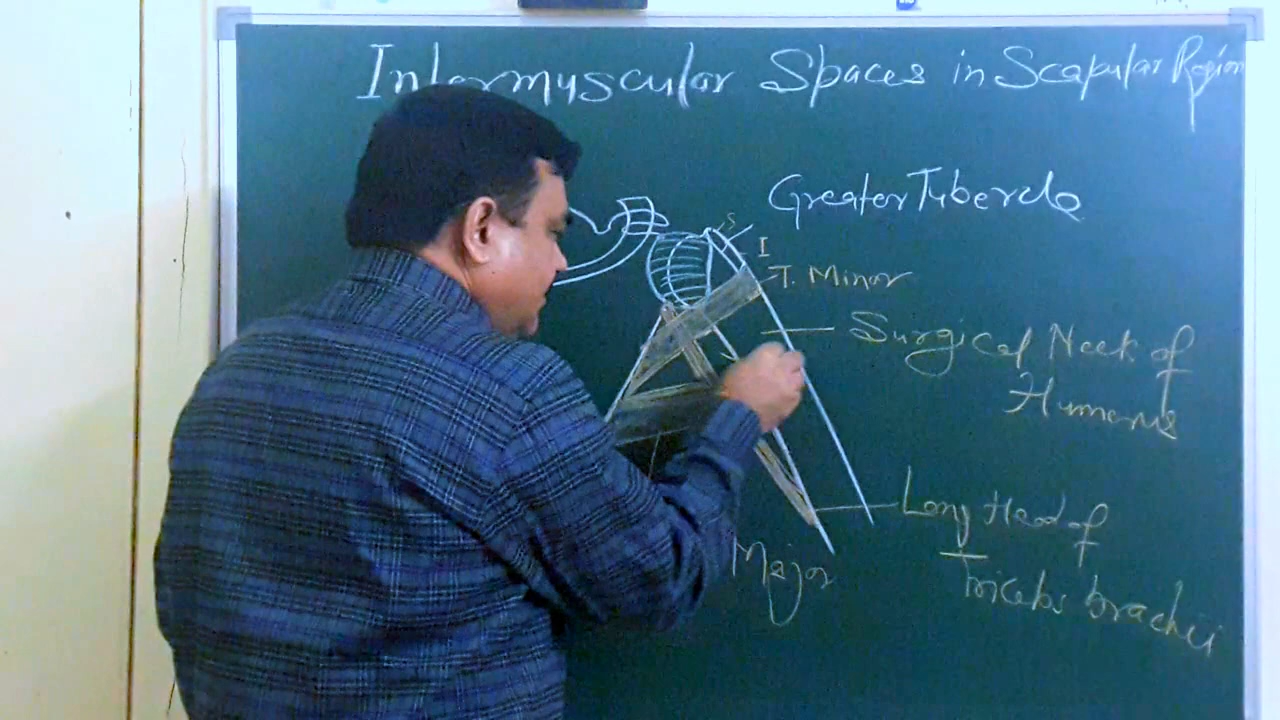 Intermuscular Spaces in Scapular Region
Greater Tubercle
S
I
T. Minor
Surgical Neck of
Humerus
Long Head of
Triceps brachii
Major